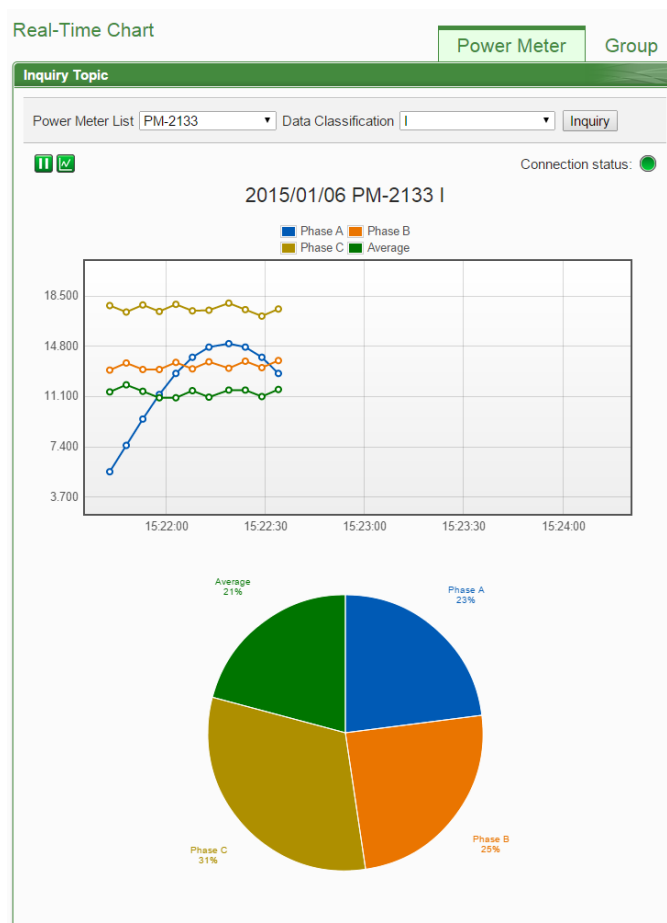 Real-Time Chart
Power Meter Group
Inquiry Topic
Power Meter List PM-2133 Data Classification I Inquiry
Connection status:
2015/01/06 PM-2133 I
Phase A Phase B
Phase C Average
18.500
14.800
11.100
7.400
3.700
15:22:00 15:22:30 15:23:00 15:23:30 15:24:00
Average
21%
Phase A
23%
Phase B
25%
Phase C
31%